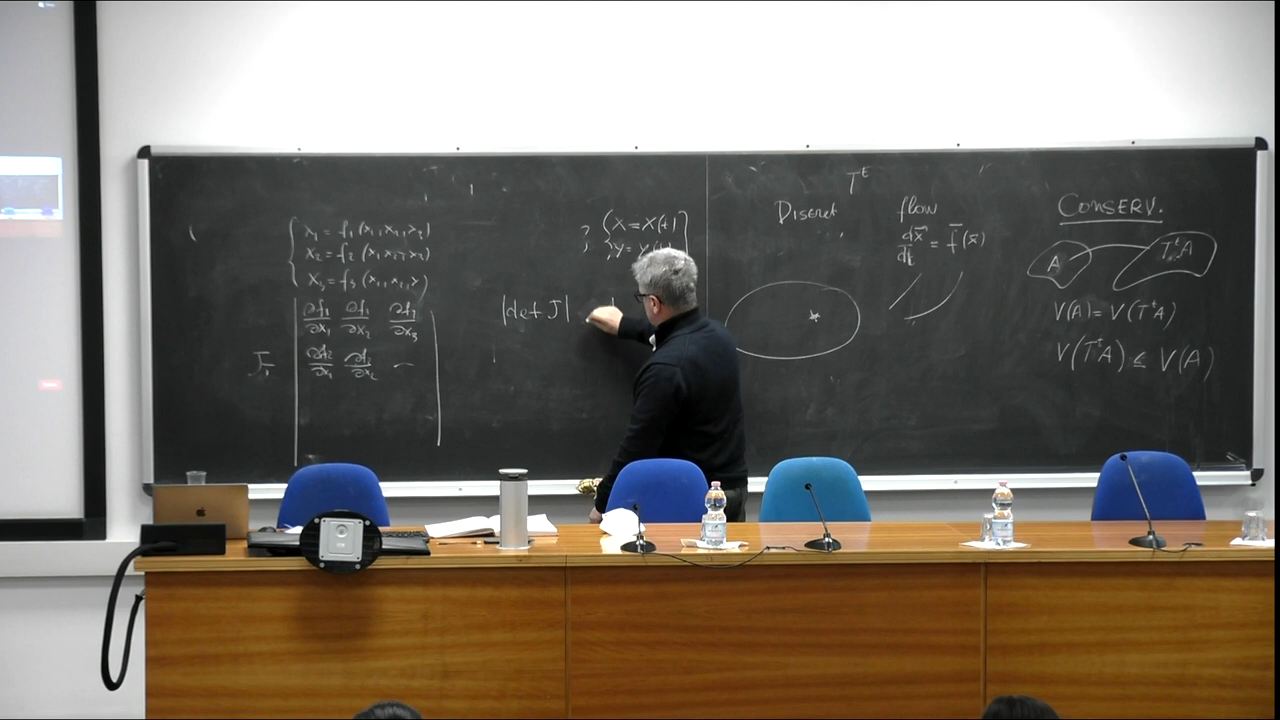 x₁ = f₁(x₁, x₂, x₃)
x₂ = f₂(x₁ x₂, x₃)
x₃ = f₃(x₁, x₂, x
∂f₁/∂x₁ ∂f₁/∂x₂ ∂f₁/∂x₃
J =
∂f₂/∂x₁ ∂f₂/∂x₂ —
X = X(t+1)
|det J|
Tᵗ
Discret
flow
dx̄/dt = f̄(x̄)
CONSERV.
A
TᵗA
V(A) = V(TᵗA)
V(TᵗA) ≤ V(A)